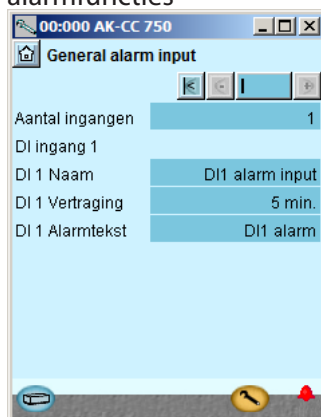 alarmfuncties
00:000 AK-CC 750
General alarm input
Aantal ingangen 1
DI ingang 1
DI 1 Naam DI1 alarm input
DI 1 Vertraging 5 min.
DI 1 Alarmtekst DI1 alarm